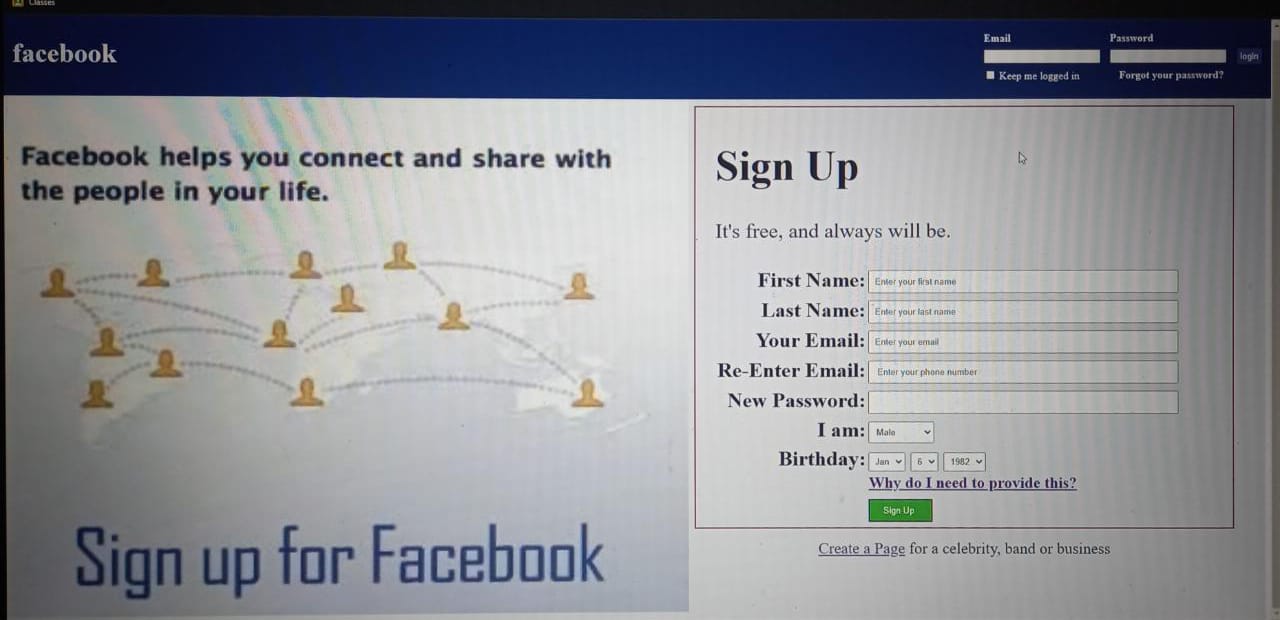 Classes
facebook
Email Password
login
Keep me logged in Forgot your password?
Facebook helps you connect and share with
the people in your life.
Sign up for Facebook
Sign Up
It's free, and always will be.
First Name: Enter your first name
Last Name: Enter your last name
Your Email: Enter your email
Re-Enter Email: Enter your phone number
New Password:
I am: Male
Birthday: Jan 6 1982
Why do I need to provide this?
Sign Up
Create a Page for a celebrity, band or business